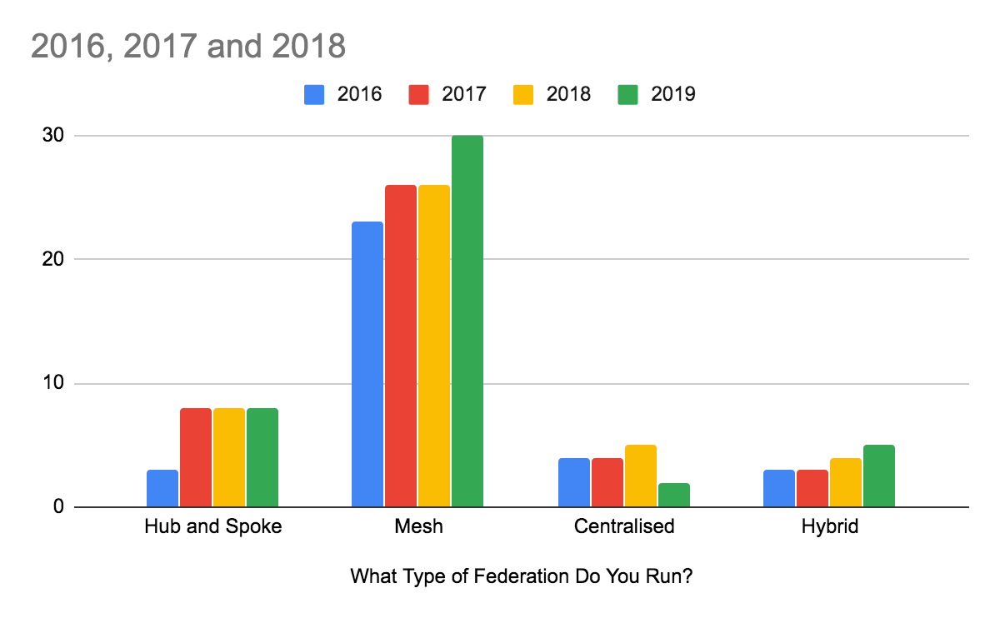 2016, 2017 and 2018
2016 2017 2018 2019
30
20
10
0
Hub and Spoke Mesh Centralised Hybrid
What Type of Federation Do You Run?